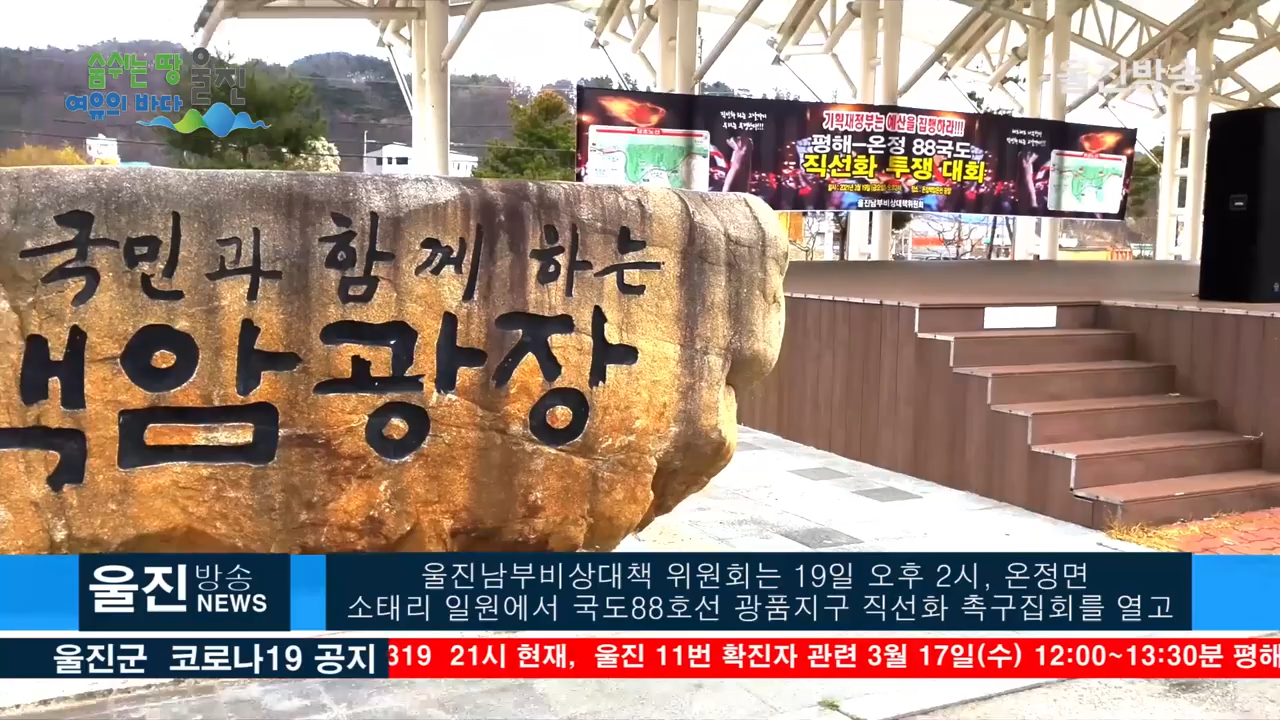 숨쉬는 땅 울진
여유의 바다
울진방송
기획재정부는 예산을 집행하라!!!
평해-온정 88국도
직선화 투쟁 대회
울진남부비상대책위원회
국민과 함께 하는
백암광장
울진방송 NEWS
울진남부비상대책 위원회는 19일 오후 2시, 온정면
소태리 일원에서 국도88호선 광품지구 직선화 촉구집회를 열고
울진군 코로나19 공지
319 21시 현재, 울진 11번 확진자 관련 3월 17일(수) 12:00~13:30분 평해